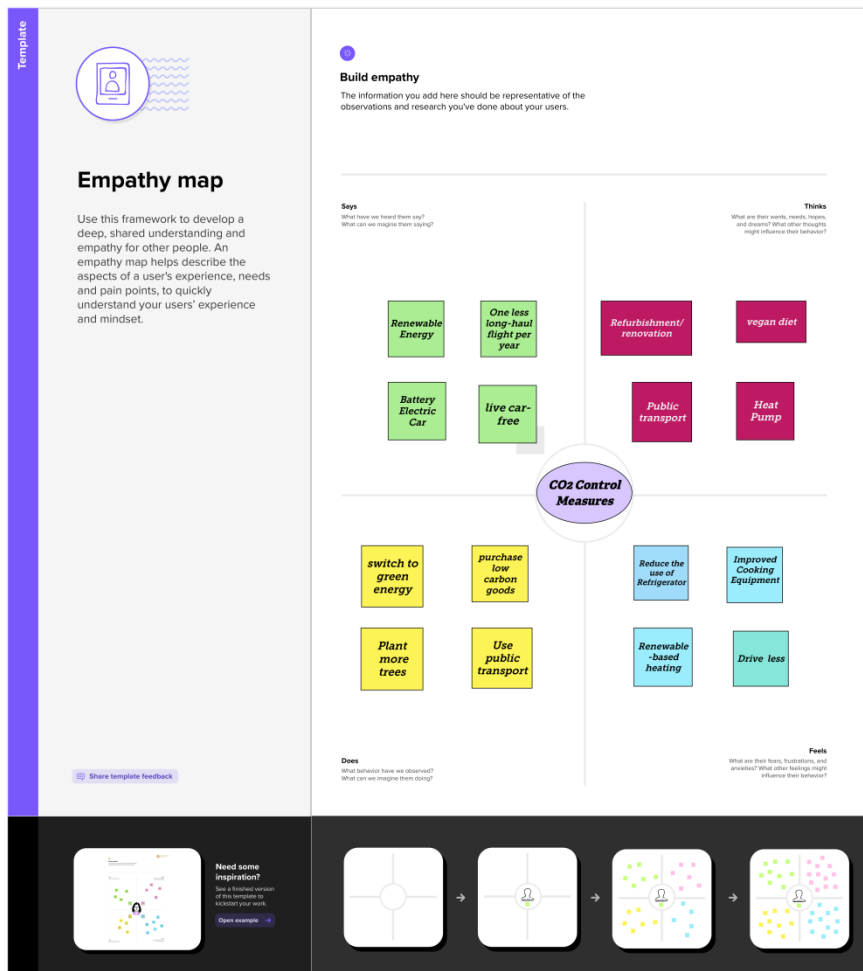 Template
Empathy map
Use this framework to develop a
deep, shared understanding and
empathy for other people. An
empathy map helps describe the
aspects of a user's experience, needs
and pain points, to quickly
understand your users' experience
and mindset.
Share template feedback
Build empathy
The information you add here should be representative of the
observations and research you've done about your users.
Says
What have we heard them say?
What can we imagine them saying?
Thinks
What are their wants, needs, hopes,
and dreams? What other thoughts
might influence their behavior?
Renewable
Energy
One less
long-haul
flight per
year
Refurbishment/
renovation
vegan diet
Battery
Electric
Car
live car-
free
Public
transport
Heat
Pump
CO2 Control
Measures
switch to
green
energy
purchase
low
carbon
goods
Reduce the
use of
Refrigerator
Improved
Cooking
Equipment
Plant
more
trees
Use
public
transport
Renewable
-based
heating
Drive less
Does
What behavior have we observed?
What can we imagine them doing?
Feels
What are their fears, frustrations, and
anxieties? What other feelings might
influence their behavior?
Need some
inspiration?
See a finished version
of this template to
kickstart your work.
Open example